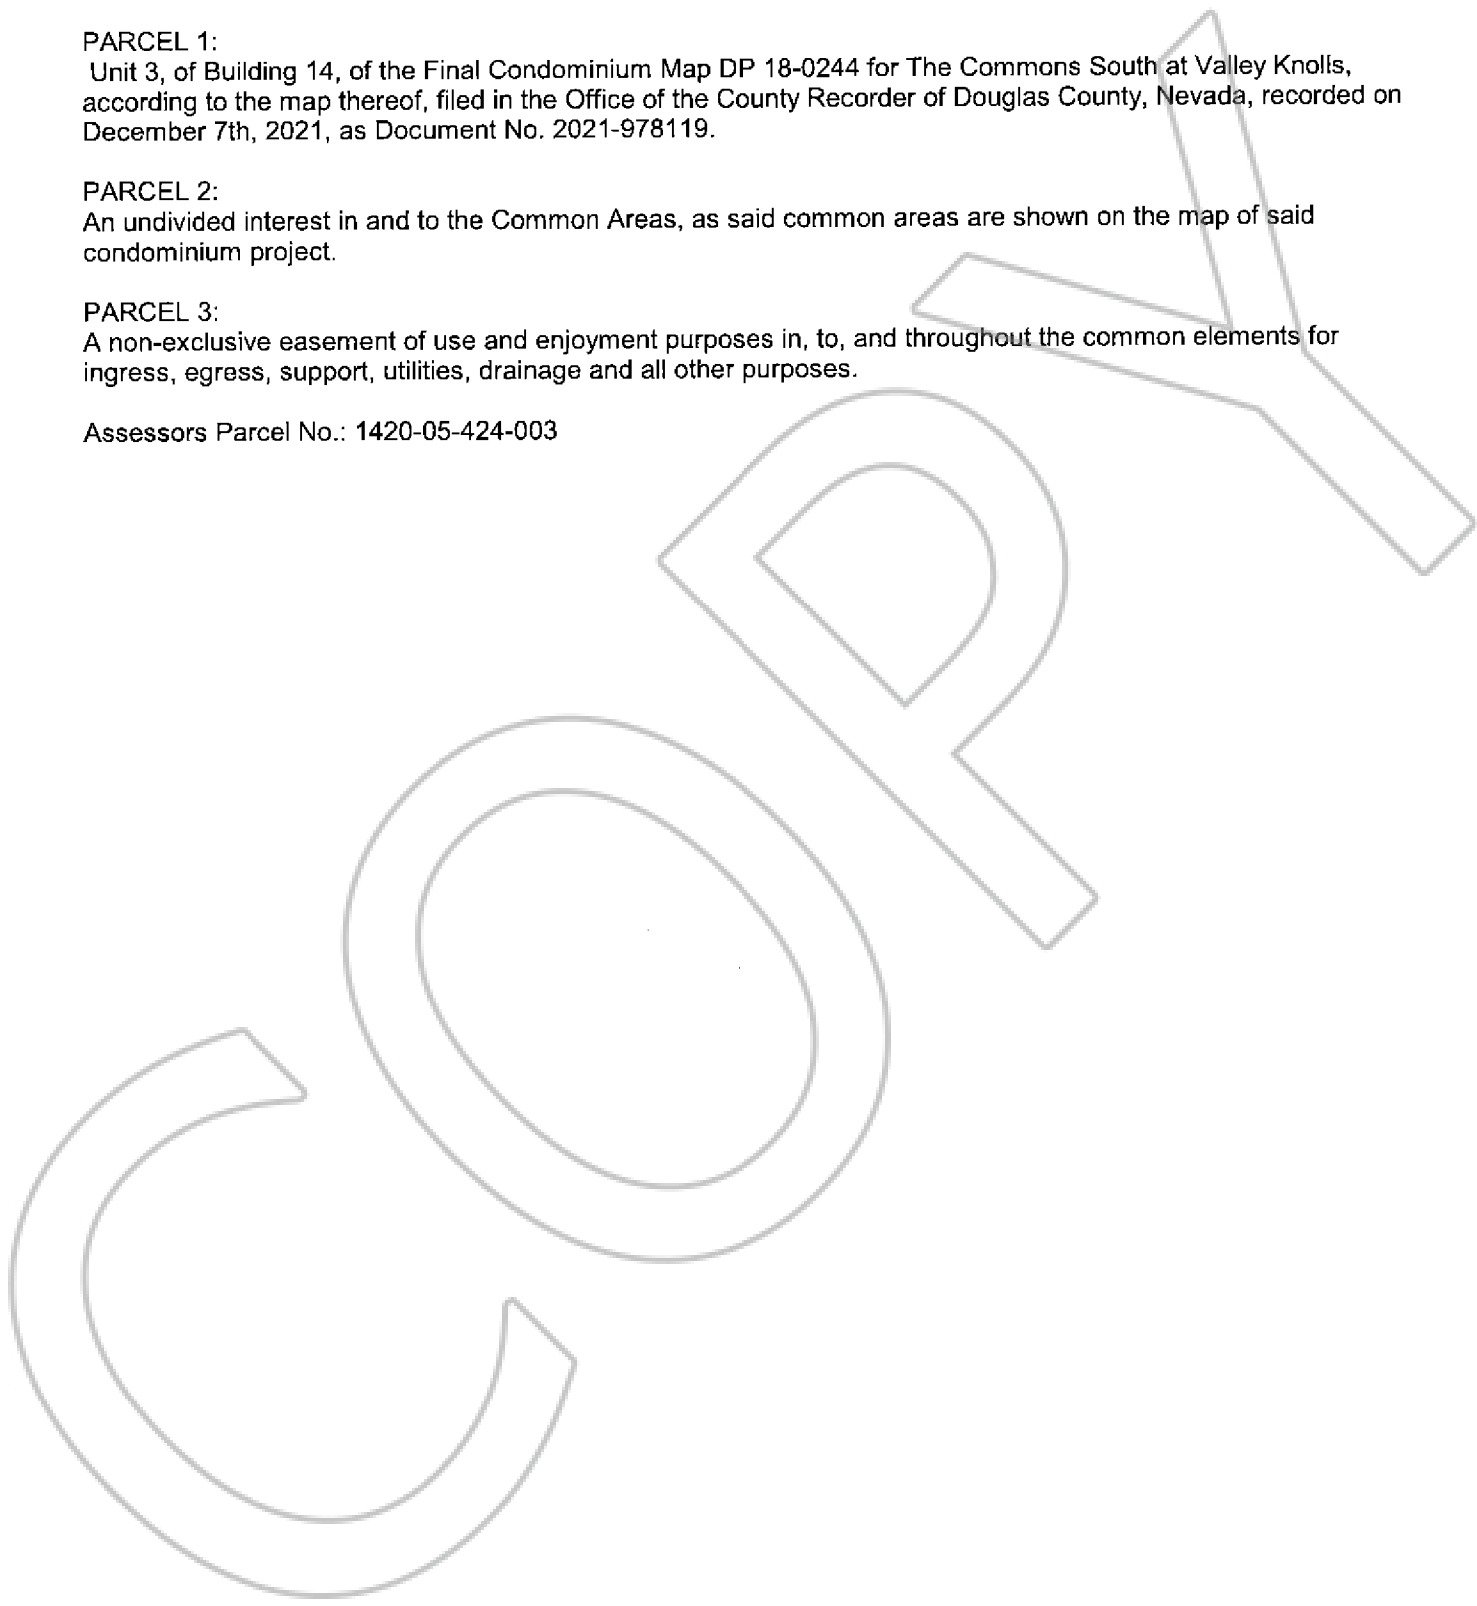 PARCEL 1:
Unit 3, of Building 14, of the Final Condominium Map DP 18-0244 for The Commons South at Valley Knolls,
according to the map thereof, filed in the Office of the County Recorder of Douglas County, Nevada, recorded on
December 7th, 2021, as Document No. 2021-978119.
PARCEL 2:
An undivided interest in and to the Common Areas, as said common areas are shown on the map of said
condominium project.
PARCEL 3:
A non-exclusive easement of use and enjoyment purposes in, to, and throughout the common elements for
ingress, egress, support, utilities, drainage and all other purposes.
Assessors Parcel No.: 1420-05-424-003
COPY